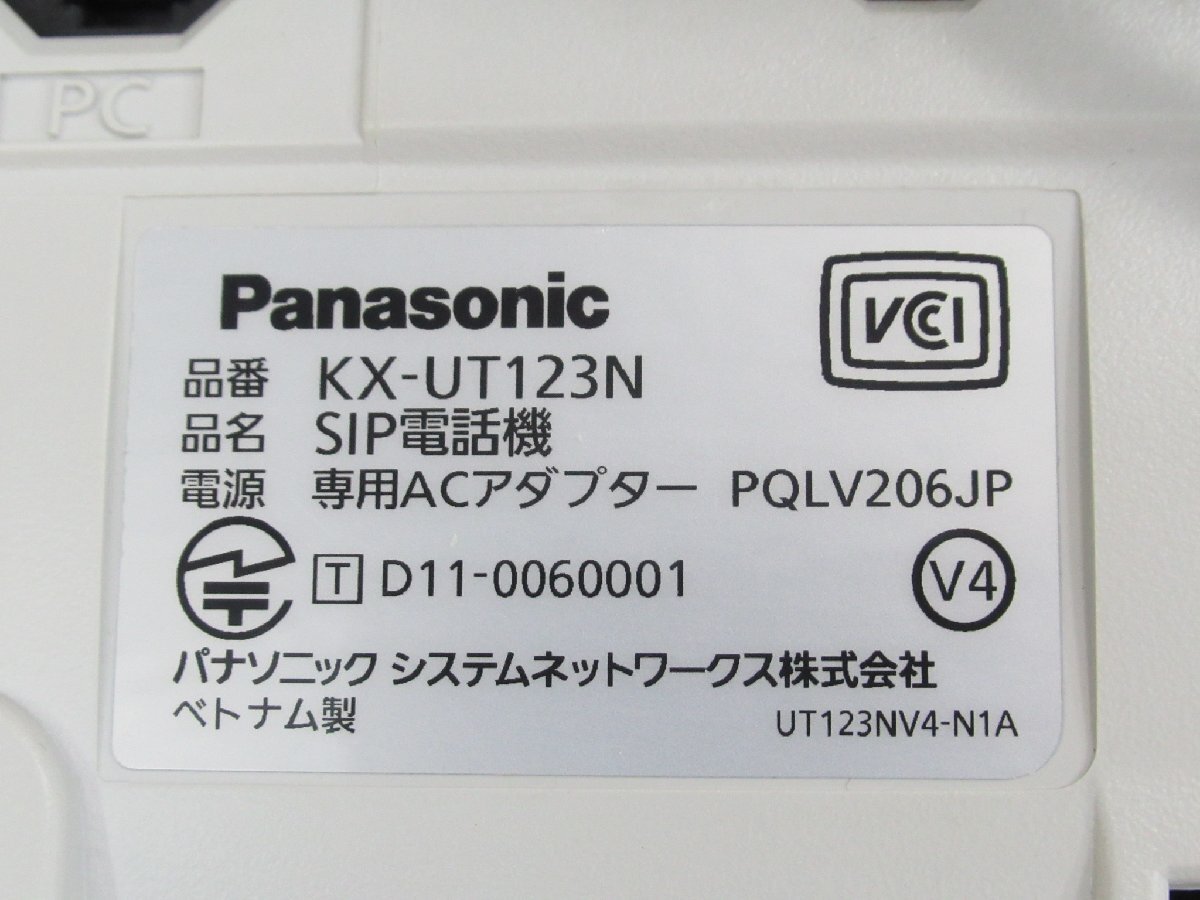 PC
Panasonic
VCCI
品番 KX-UT123N
品名 SIP電話機
電源 専用ACアダプター PQLV206JP
T D11-0060001
V4
パナソニック システムネットワークス株式会社
ベトナム製
UT123NV4-N1A